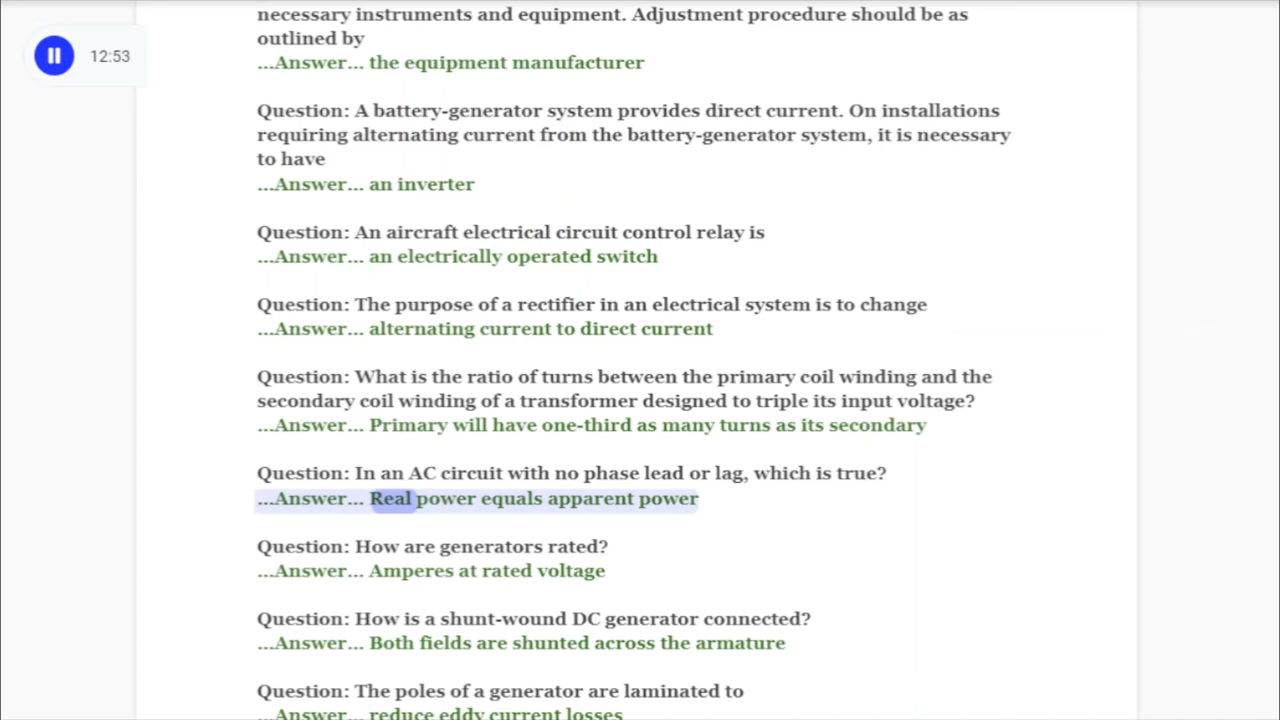 necessary instruments and equipment. Adjustment procedure should be as
12:53
outlined by
...Answer... the equipment manufacturer
Question: A battery-generator system provides direct current. On installations
requiring alternating current from the battery-generator system, it is necessary
to have
...Answer... an inverter
Question: An aircraft electrical circuit control relay is
...Answer... an electrically operated switch
Question: The purpose of a rectifier in an electrical system is to change
...Answer... alternating current to direct current
Question: What is the ratio of turns between the primary coil winding and the
secondary coil winding of a transformer designed to triple its input voltage?
...Answer... Primary will have one-third as many turns as its secondary
Question: In an AC circuit with no phase lead or lag, which is true?
...Answer... Real power equals apparent power
Question: How are generators rated?
...Answer... Amperes at rated voltage
Question: How is a shunt-wound DC generator connected?
...Answer... Both fields are shunted across the armature
Question: The poles of a generator are laminated to
...Answer... reduce eddy current losses